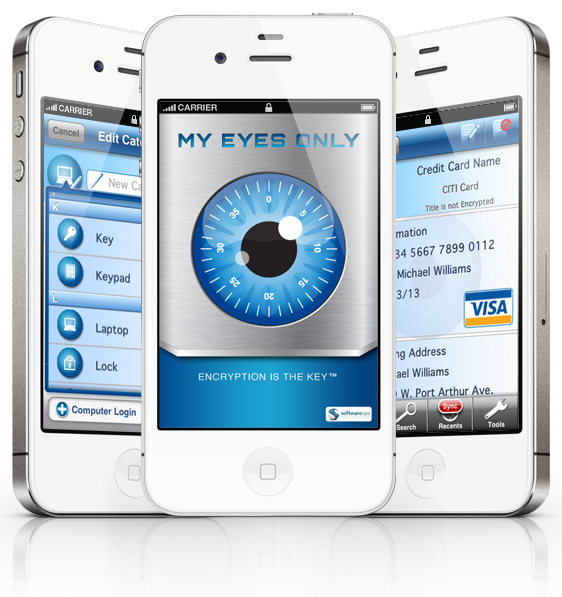 CARRIER
Cancel
Edit Cat
New Ca
K
Key
Keypad
L
Laptop
Lock
Computer Login
CARRIER
MY EYES ONLY
0
5
10
15
20
25
30
35
ENCRYPTION IS THE KEY™
softwareops
Credit Card Name
CITI Card
Title is not Encrypted
mation
34 5667 7899 0112
Michael Williams
3/13
VISA
ng Address
ael Williams
0 W. Port Arthur Ave.
Search
Sync
Recents
Tools